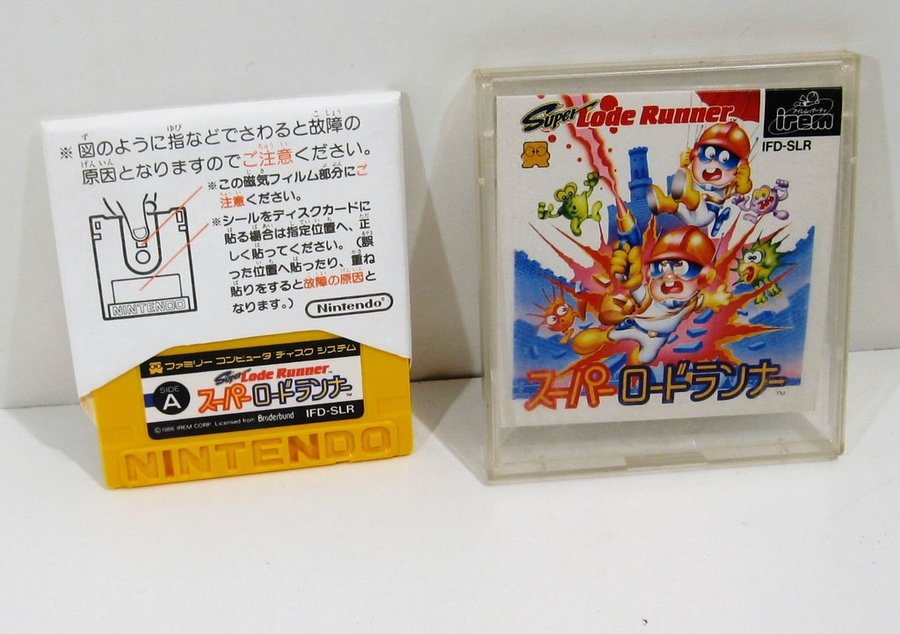 ※図のように指などでさわると故障の
原因となりますのでご注意ください。
※この磁気フィルム部分にご
注意ください。
※シールをディスクカードに
貼る場合は指定位置へ、正
しく貼ってください。（誤
った位置へ貼ったり、重ね
貼りをすると故障の原因と
なります。）
NINTENDO
Nintendo
ファミリー コンピュータ ディスク システム
SIDE
A
Super Lode Runner™
スーパーロードランナー™
©1986 IREM CORP. Licensed from Brøderbund IFD-SLR
NINTENDO
Super Lode Runner™
irem
IFD-SLR
スーパーロードランナー™